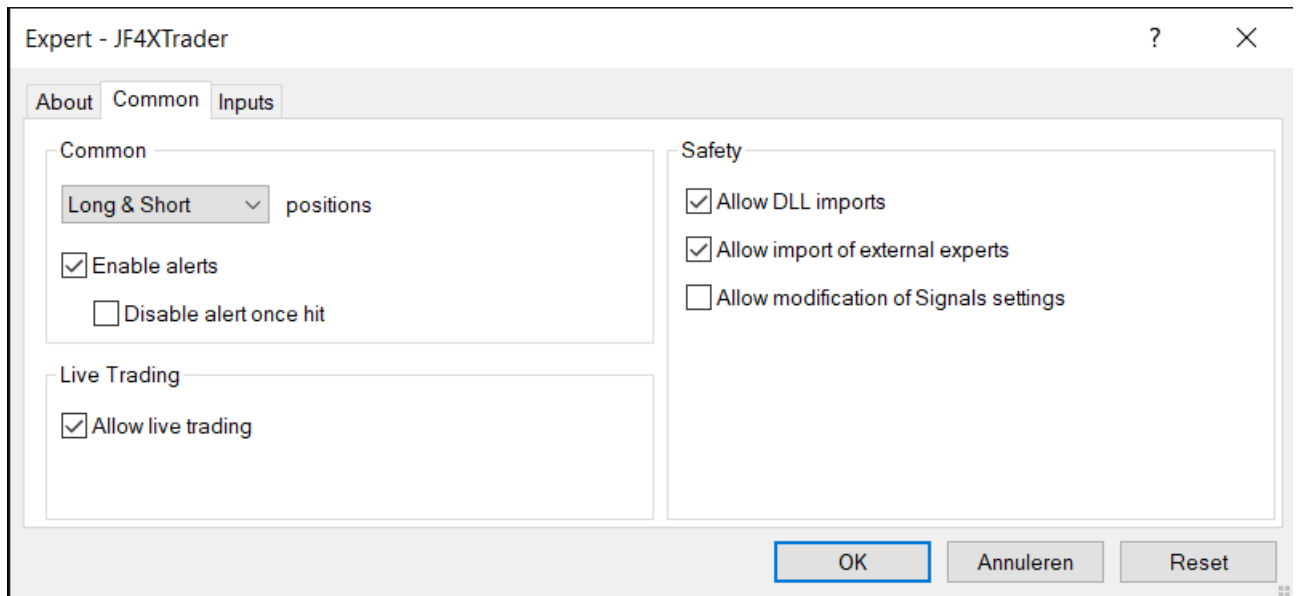 Expert - JF4XTrader
?
About Common Inputs
Common
Long & Short positions
Enable alerts
Disable alert once hit
Live Trading
Allow live trading
Safety
Allow DLL imports
Allow import of external experts
Allow modification of Signals settings
OK Annuleren Reset